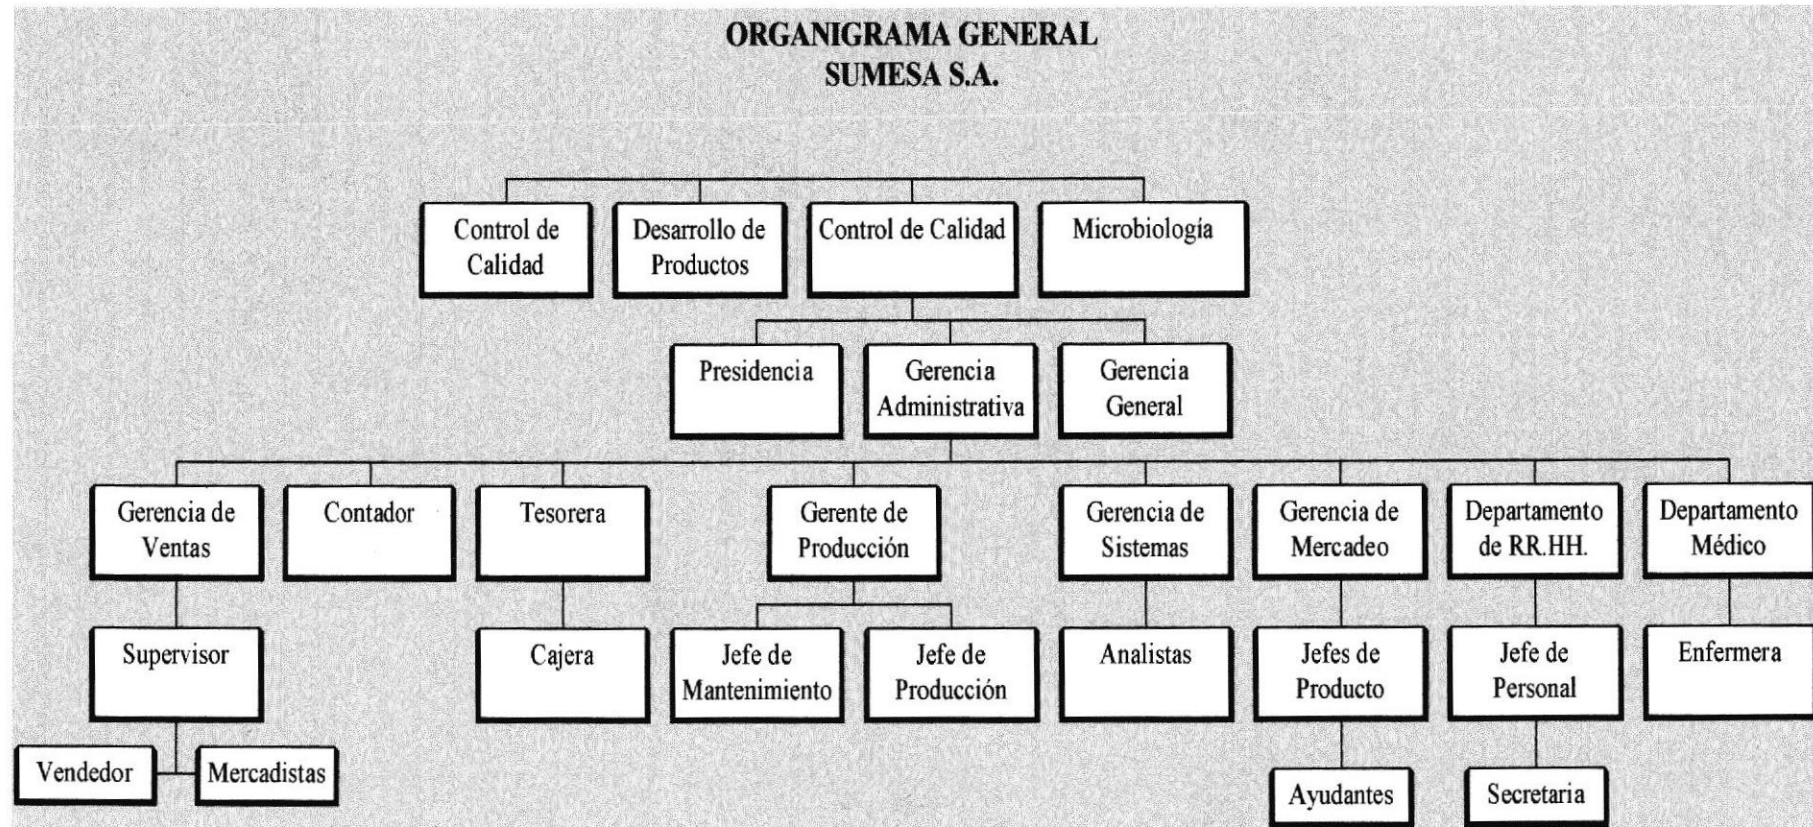 ORGANIGRAMA GENERAL
SUMESA S.A.
Control de
Calidad
Desarrollo de
Productos
Control de Calidad
Microbiología
Presidencia
Gerencia
Administrativa
Gerencia
General
Gerencia de
Ventas
Contador
Tesorera
Gerente de
Producción
Gerencia de
Sistemas
Gerencia de
Mercadeo
Departamento
de RR.HH.
Departamento
Médico
Supervisor
Cajera
Jefe de
Mantenimiento
Jefe de
Producción
Analistas
Jefes de
Producto
Jefe de
Personal
Enfermera
Vendedor
Mercadistas
Ayudantes
Secretaria